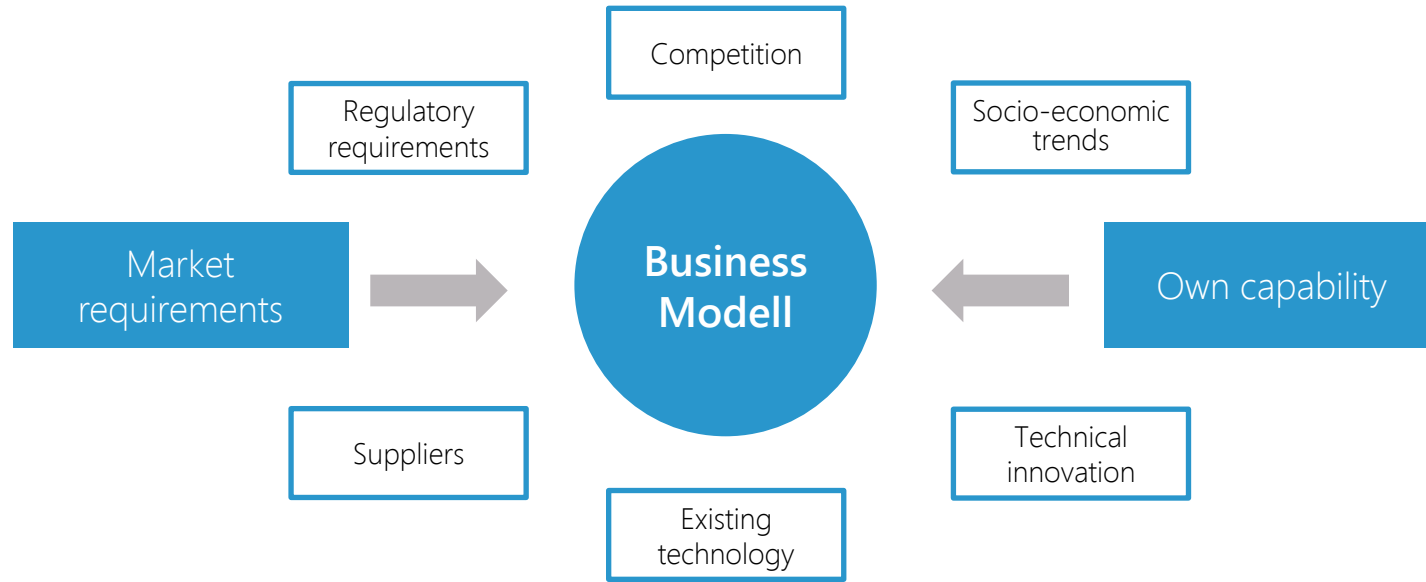 Competition
Regulatory
requirements
Socio-economic
trends
Market
requirements
Business
Modell
Own capability
Suppliers
Technical
innovation
Existing
technology